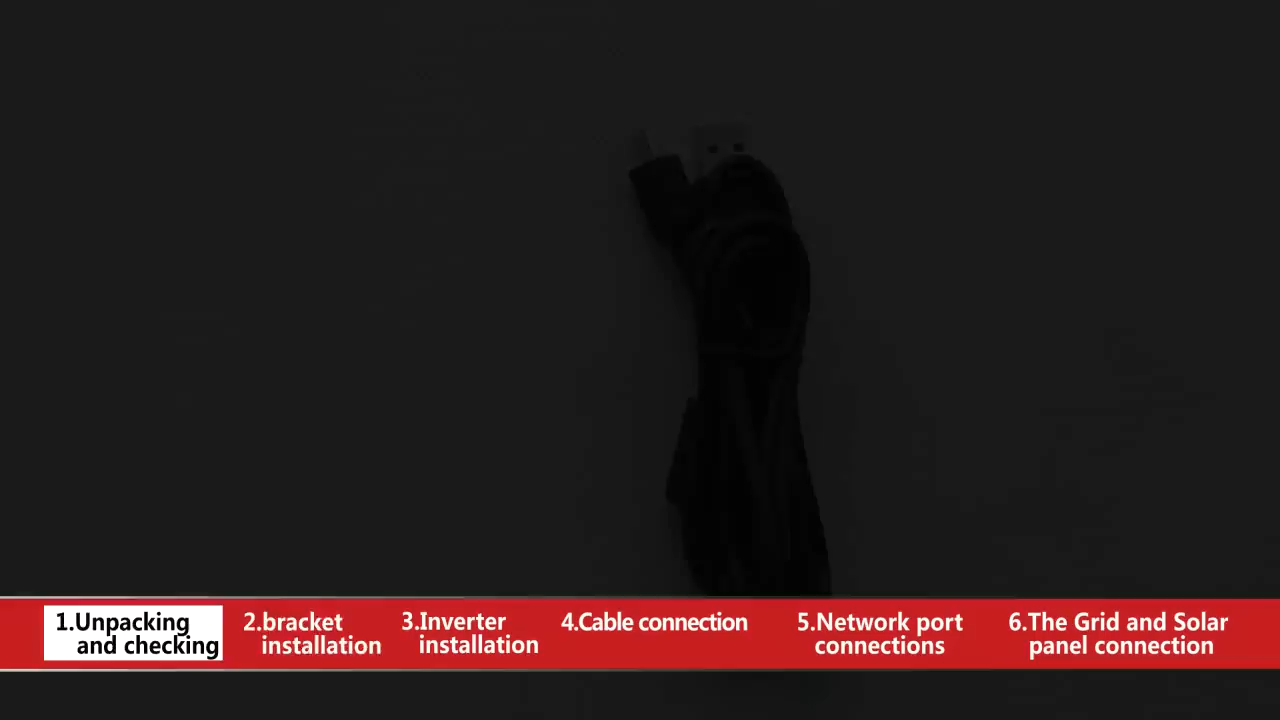 1.Unpacking
and checking
2.bracket
installation
3.Inverter
installation
4.Cable connection
5.Network port
connections
6.The Grid and Solar
panel connection